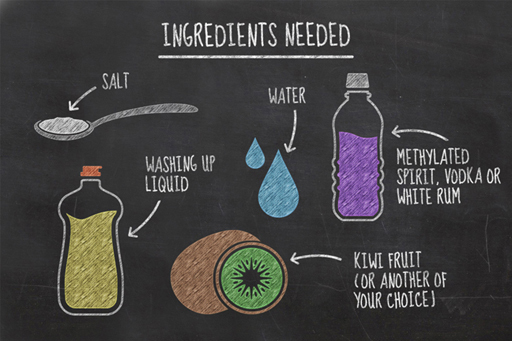 INGREDIENTS NEEDED
SALT
WATER
METHYLATED
SPIRIT, VODKA OR
WHITE RUM
WASHING UP
LIQUID
KIWI FRUIT
(OR ANOTHER OF
YOUR CHOICE)